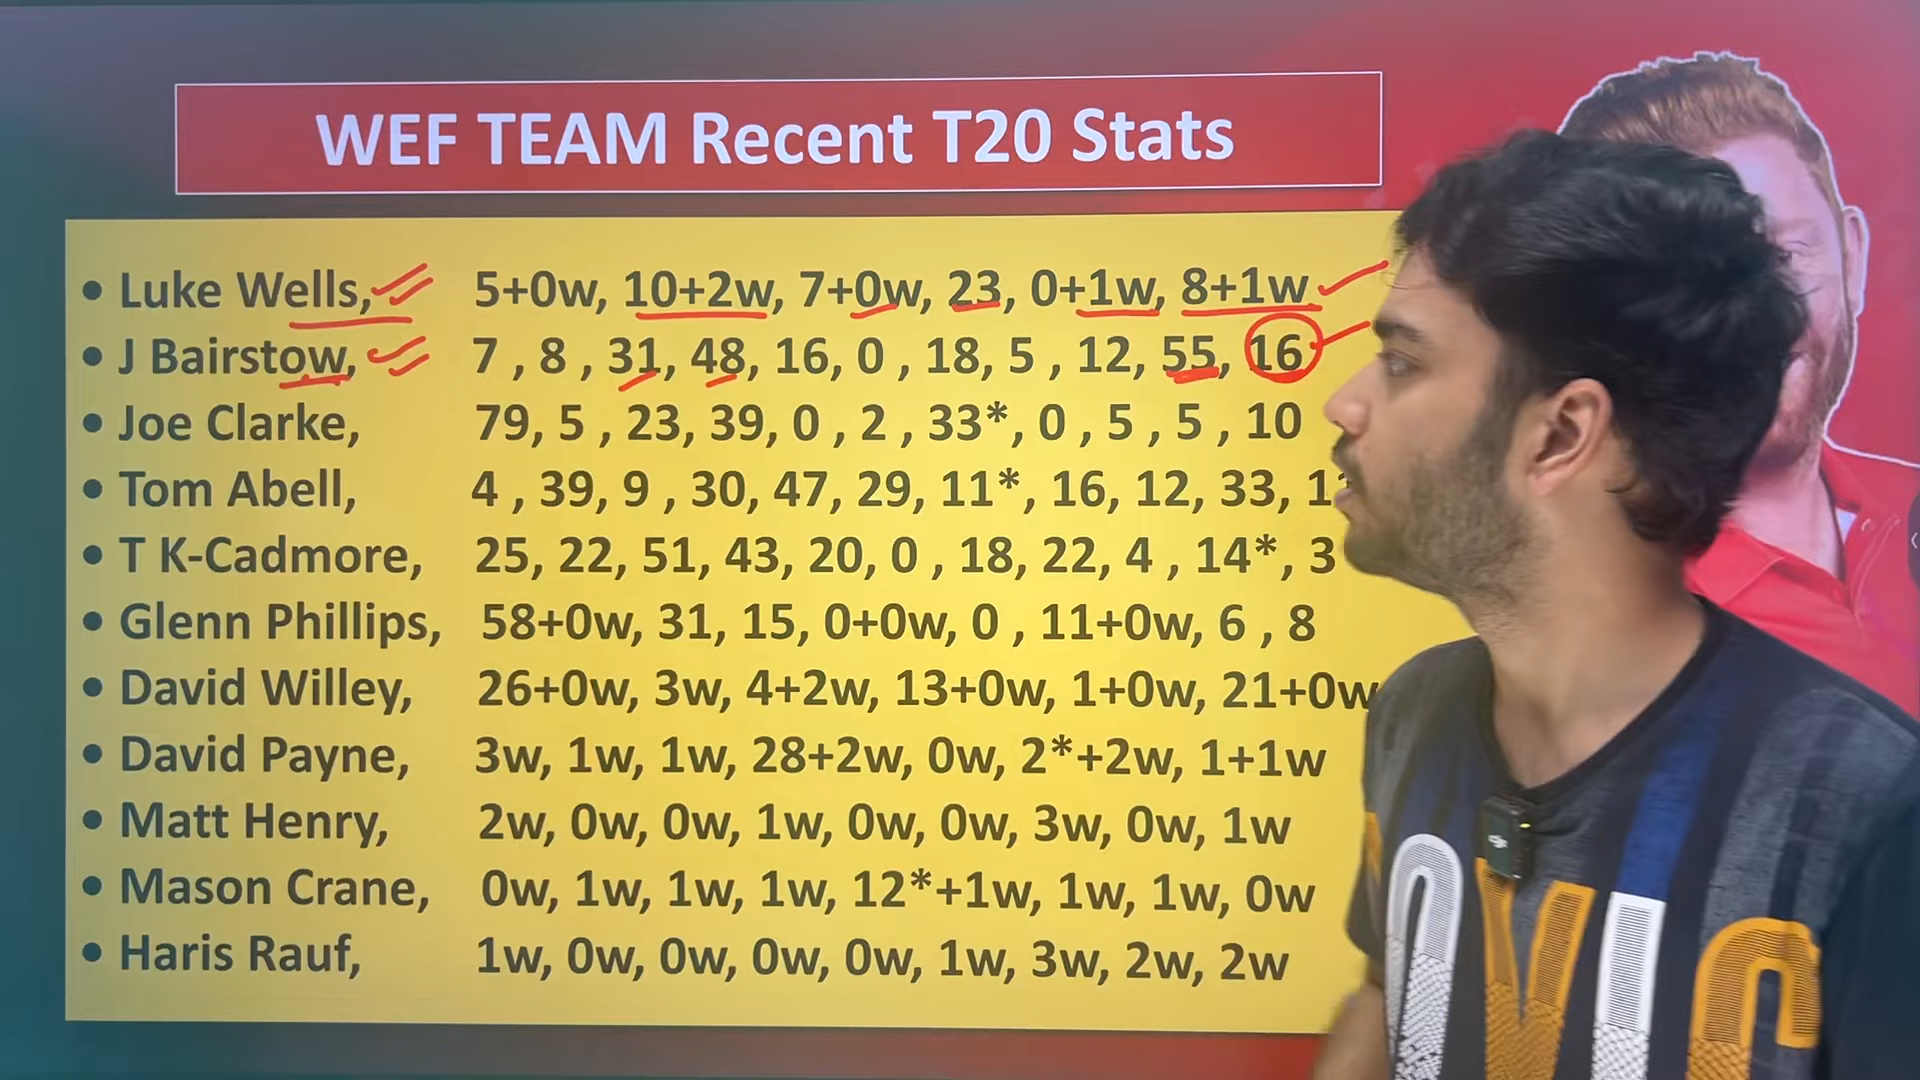 WEF TEAM Recent T20 Stats
• Luke Wells, 5+0w, 10+2w, 7+0w, 23, 0+1w, 8+1w
• J Bairstow, 7 , 8 , 31, 48, 16, 0 , 18, 5 , 12, 55, 16
• Joe Clarke, 79, 5 , 23, 39, 0 , 2 , 33*, 0 , 5 , 5 , 10
• Tom Abell, 4 , 39, 9 , 30, 47, 29, 11*, 16, 12, 33,
• T K-Cadmore, 25, 22, 51, 43, 20, 0 , 18, 22, 4 , 14*, 3
• Glenn Phillips, 58+0w, 31, 15, 0+0w, 0 , 11+0w, 6 , 8
• David Willey, 26+0w, 3w, 4+2w, 13+0w, 1+0w, 21+0w
• David Payne, 3w, 1w, 1w, 28+2w, 0w, 2*+2w, 1+1w
• Matt Henry, 2w, 0w, 0w, 1w, 0w, 0w, 3w, 0w, 1w
• Mason Crane, 0w, 1w, 1w, 1w, 12*+1w, 1w, 1w, 0w
• Haris Rauf, 1w, 0w, 0w, 0w, 0w, 1w, 3w, 2w, 2w
dji